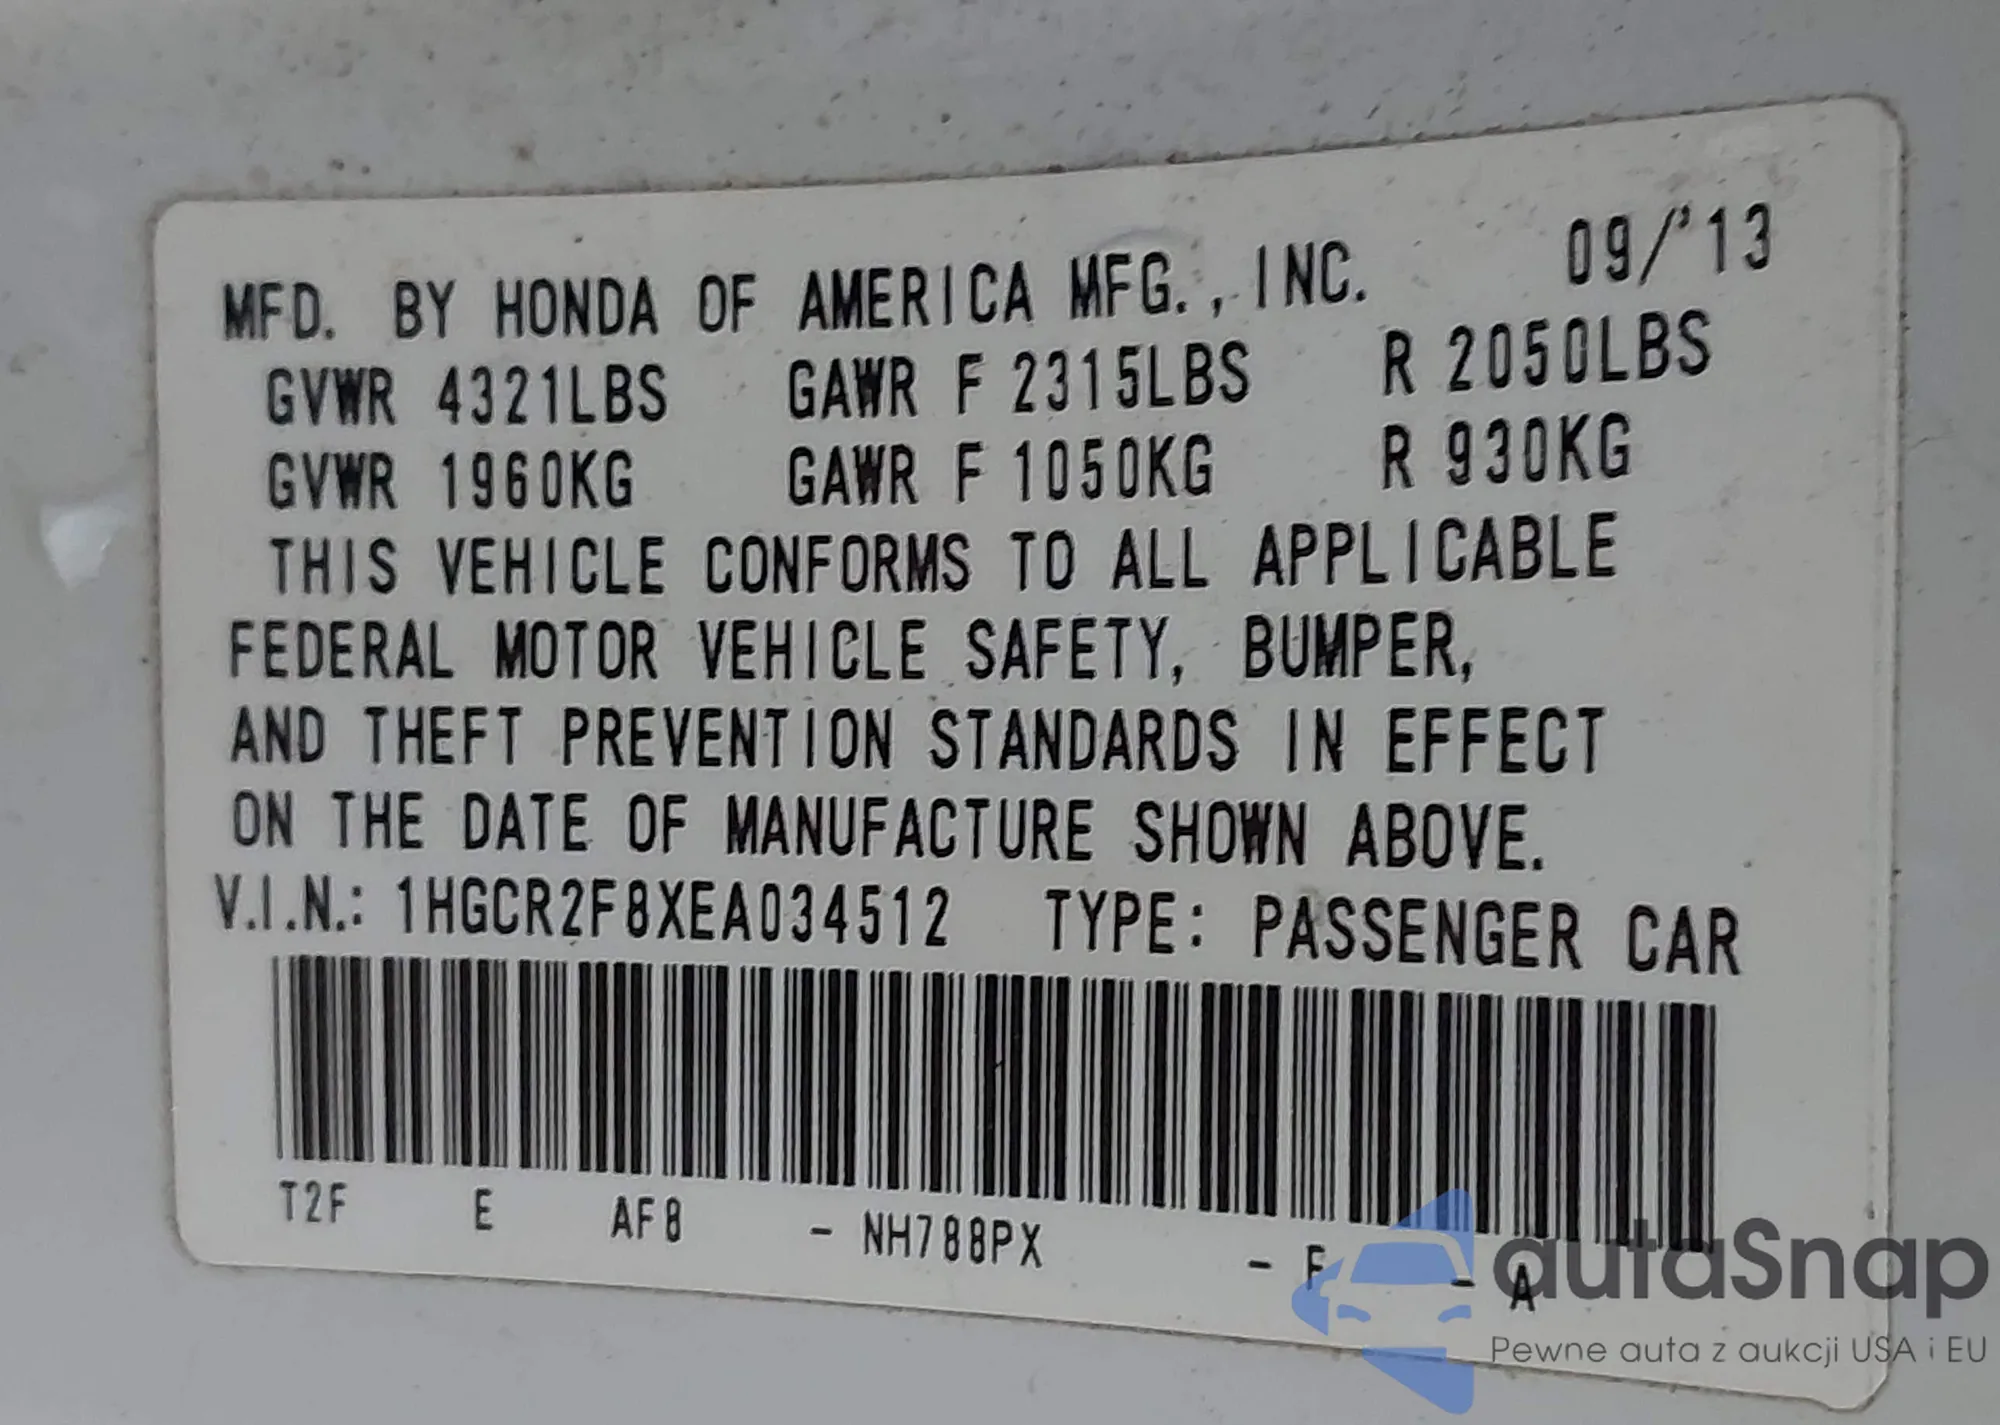 MFD. BY HONDA OF AMERICA MFG., INC. 09/'13
GVWR 4321LBS GAWR F 2315LBS R 2050LBS
GVWR 1960KG GAWR F 1050KG R 930KG
THIS VEHICLE CONFORMS TO ALL APPLICABLE
FEDERAL MOTOR VEHICLE SAFETY, BUMPER,
AND THEFT PREVENTION STANDARDS IN EFFECT
ON THE DATE OF MANUFACTURE SHOWN ABOVE.
V.I.N.: 1HGCR2F8XEA034512 TYPE: PASSENGER CAR
T2F E AF8 - NH788PX - F - A
autaSnap
Pewne auta z aukcji USA i EU